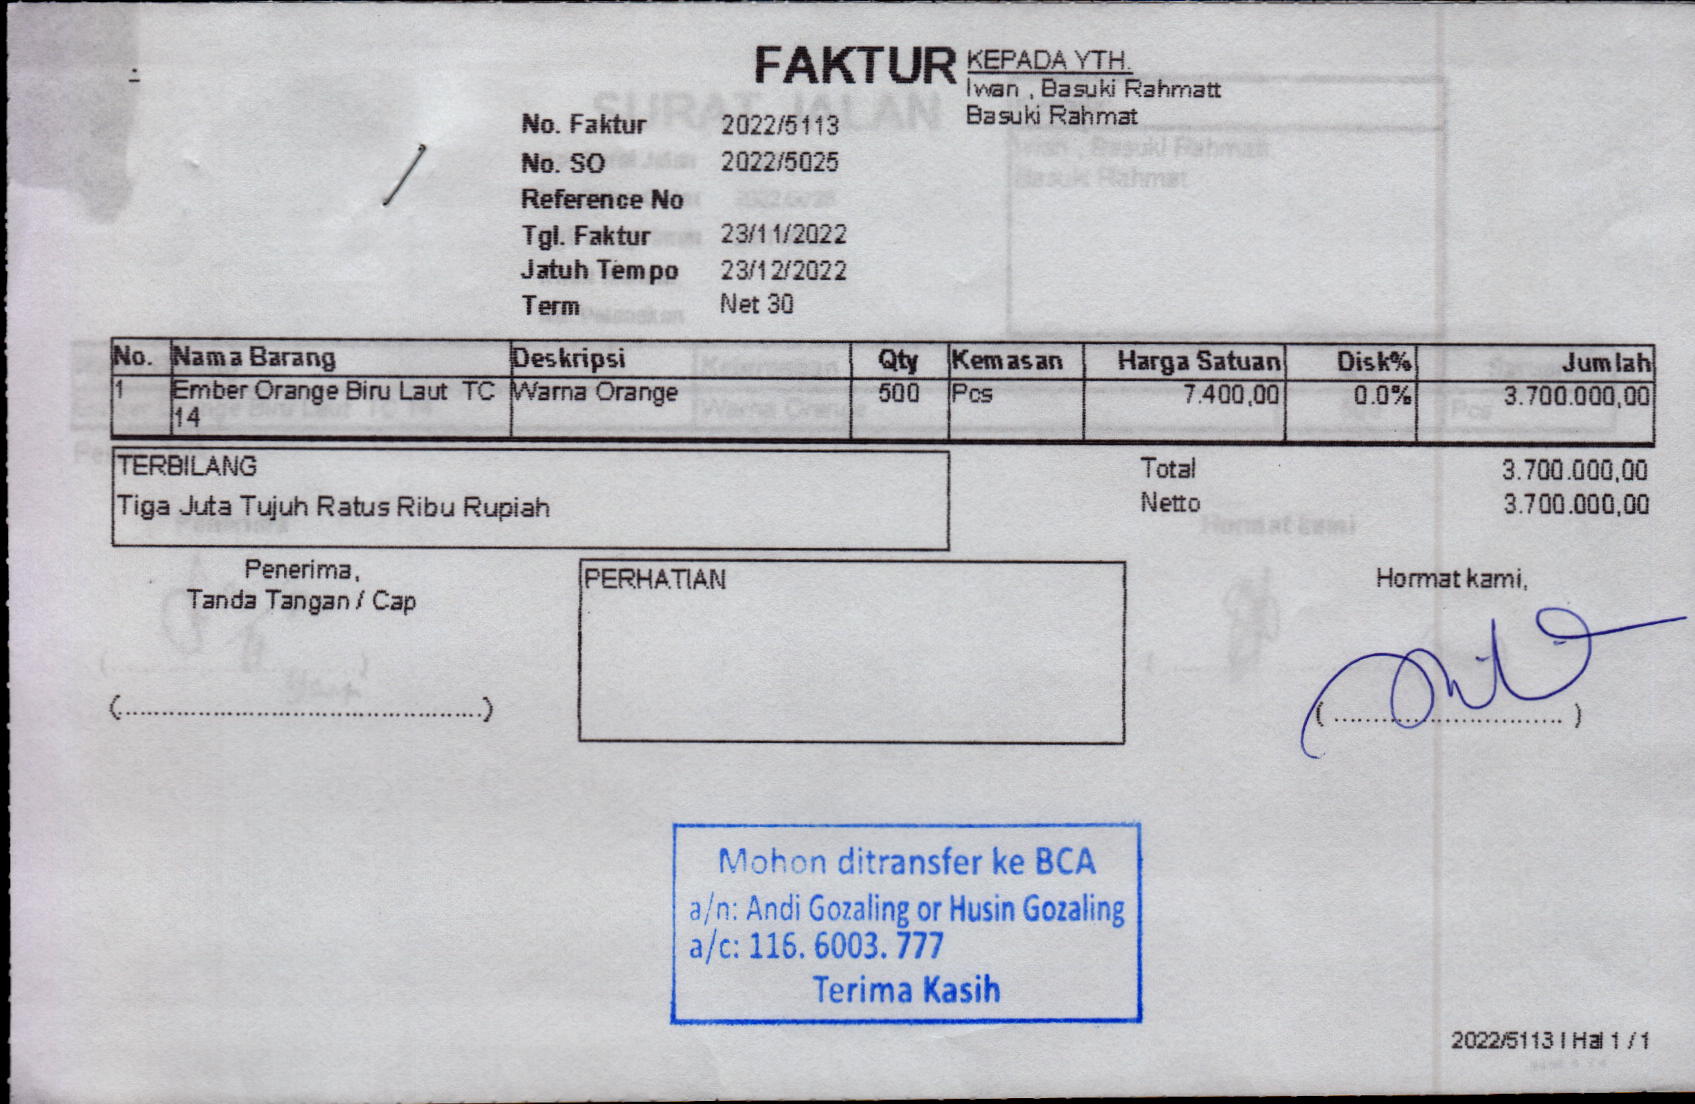 FAKTUR
KEPADA YTH.
Iwan , Basuki Rahmatt
Basuki Rahmat
No. Faktur 2022/5113
No. SO 2022/5025
Reference No
Tgl. Faktur 23/11/2022
Jatuh Tempo 23/12/2022
Term Net 30
No. Nama Barang Deskripsi Qty Kemasan Harga Satuan Disk% Jumlah
1 Ember Orange Biru Laut TC Warna Orange 500 Pcs 7.400,00 0.0% 3.700.000,00
14
TERBILANG
Tiga Juta Tujuh Ratus Ribu Rupiah
Total 3.700.000,00
Netto 3.700.000,00
Penerima,
Tanda Tangan / Cap
(............................................)
PERHATIAN
Hormat kami,
( ............................ )
Mohon ditransfer ke BCA
a/n: Andi Gozaling or Husin Gozaling
a/c: 116. 6003. 777
Terima Kasih
2022/5113 | Hal 1 / 1